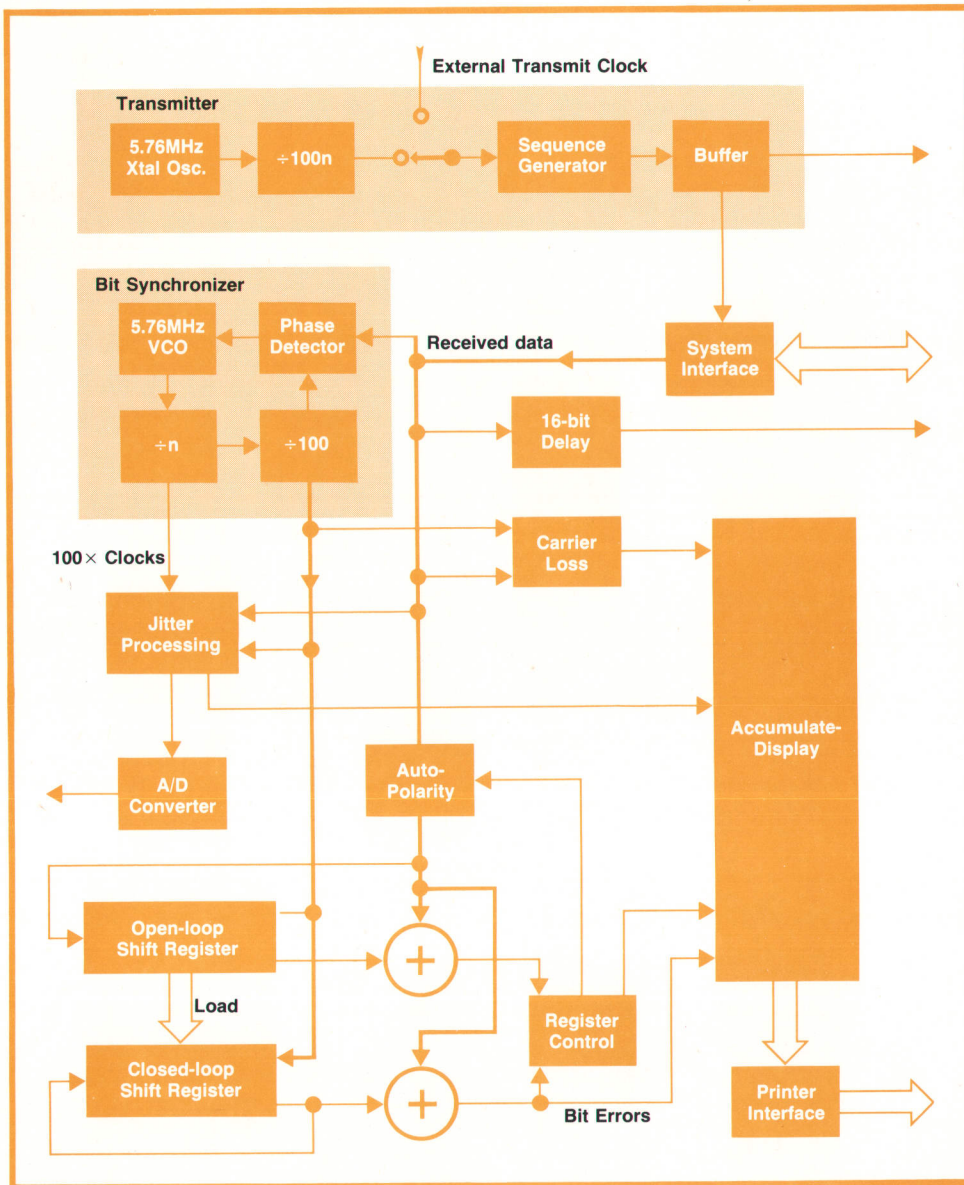 External Transmit Clock
Transmitter
5.76MHz
Xtal Osc.
÷100n
Sequence
Generator
Buffer
Bit Synchronizer
5.76MHz
VCO
Phase
Detector
Received data
System
Interface
÷n
÷100
16-bit
Delay
100× Clocks
Carrier
Loss
Jitter
Processing
Accumulate-
Display
A/D
Converter
Auto-
Polarity
Open-loop
Shift Register
+
Load
Register
Control
Closed-loop
Shift Register
+
Bit Errors
Printer
Interface